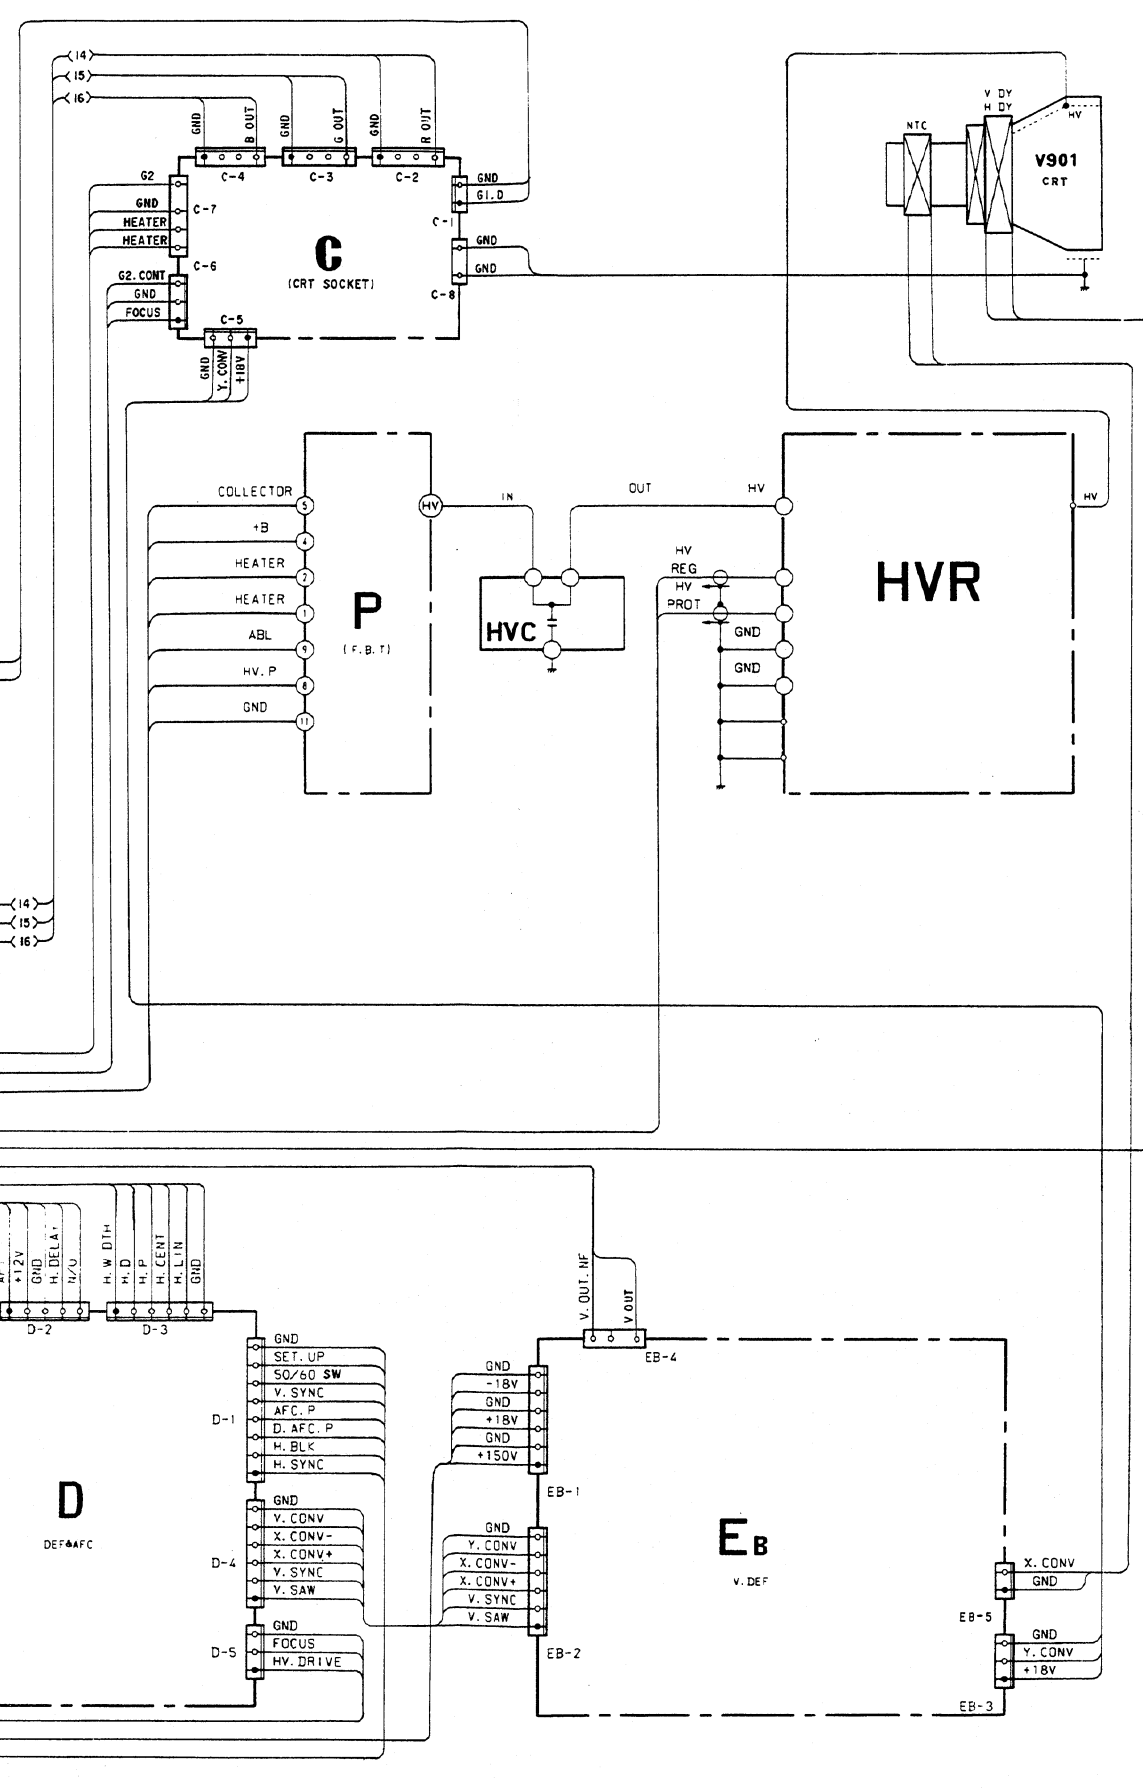 14
15
16
GND
B OUT
GND
G OUT
GND
R OUT
C-4
C-3
C-2
G2
GND
HEATER
HEATER
C-7
C-6
G2. CONT
GND
FOCUS
C-5
GND
Y. CONV
+18V
C
(CRT SOCKET)
GND
G1. D
C-1
GND
GND
C-8
NTC
V DY
H DY
HV
V901
CRT
COLLECTOR
+B
HEATER
HEATER
ABL
HV. P
GND
5
4
2
1
9
8
11
P
(F. B. T)
HV
IN
OUT
HV
HVC
HV
REG
HV
PROT
GND
GND
HVR
HV
14
15
16
+12V
GND
H. DELAY
N/O
D-2
H. W DTH
H. D
H. P
H. CENT
H. LIN
GND
D-3
GND
SET. UP
50/60 SW
V. SYNC
AFC. P
D. AFC. P
H. BLK
H. SYNC
D-1
GND
Y. CONV
X. CONV-
X. CONV+
V. SYNC
V. SAW
D-4
GND
FOCUS
HV. DRIVE
D-5
D
DEF&AFC
V. OUT. NF
V OUT
EB-4
GND
-18V
GND
+18V
GND
+150V
EB-1
GND
Y. CONV
X. CONV-
X. CONV+
V. SYNC
V. SAW
EB-2
EB
V. DEF
X. CONV
GND
EB-5
GND
Y. CONV
+18V
EB-3